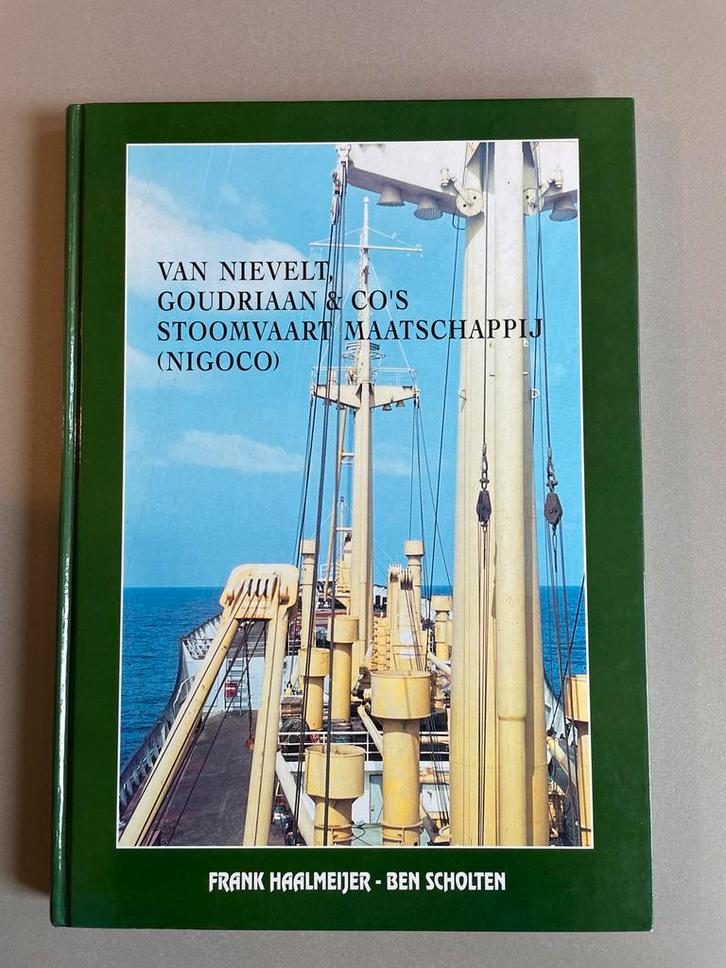 VAN NIEVELT,
GOUDRIAAN & CO'S
STOOMVAART MAATSCHAPPIJ
(NIGOCO)
FRANK HAALMEIJER - BEN SCHOLTEN